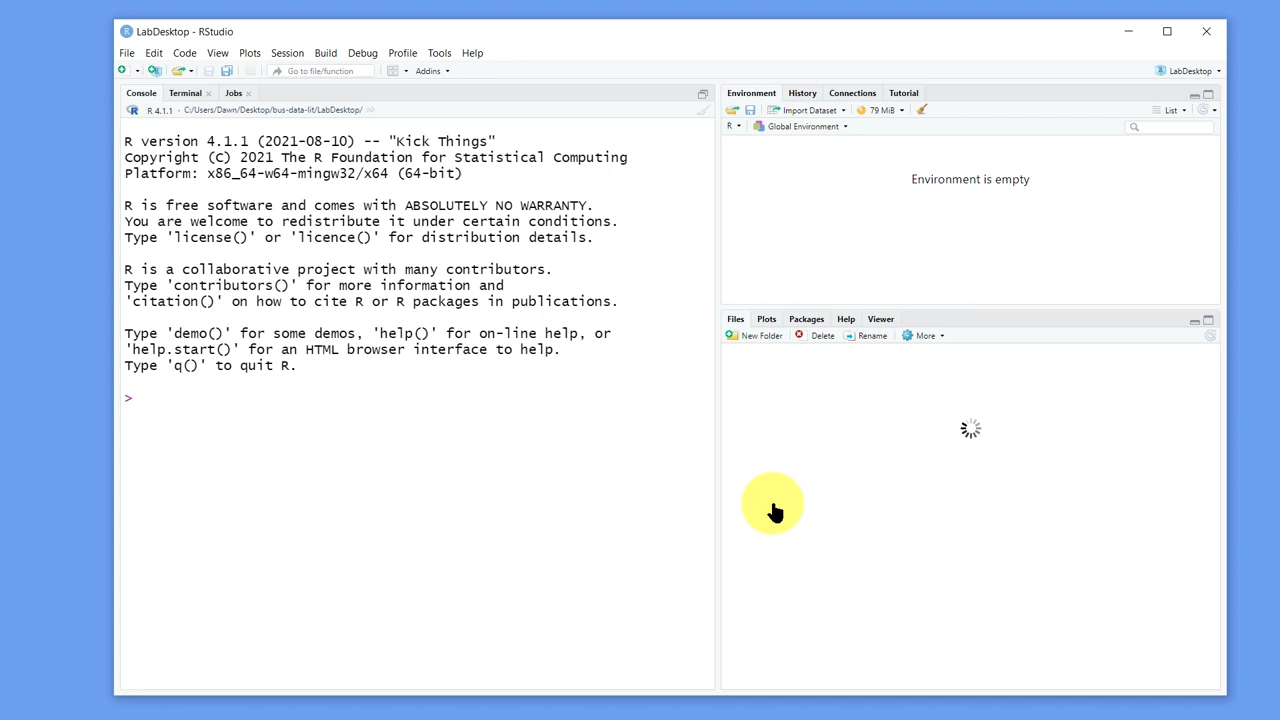 LabDesktop - RStudio
File Edit Code View Plots Session Build Debug Profile Tools Help
Go to file/function Addins LabDesktop
Console Terminal Jobs
R 4.1.1 · C:/Users/Dawn/Desktop/bus-data-lit/LabDesktop/
R version 4.1.1 (2021-08-10) -- "Kick Things"
Copyright (C) 2021 The R Foundation for Statistical Computing
Platform: x86_64-w64-mingw32/x64 (64-bit)
R is free software and comes with ABSOLUTELY NO WARRANTY.
You are welcome to redistribute it under certain conditions.
Type 'license()' or 'licence()' for distribution details.
R is a collaborative project with many contributors.
Type 'contributors()' for more information and
'citation()' on how to cite R or R packages in publications.
Type 'demo()' for some demos, 'help()' for on-line help, or
'help.start()' for an HTML browser interface to help.
Type 'q()' to quit R.
>
Environment History Connections Tutorial
Import Dataset 79 MiB List
R Global Environment
Environment is empty
Files Plots Packages Help Viewer
New Folder Delete Rename More